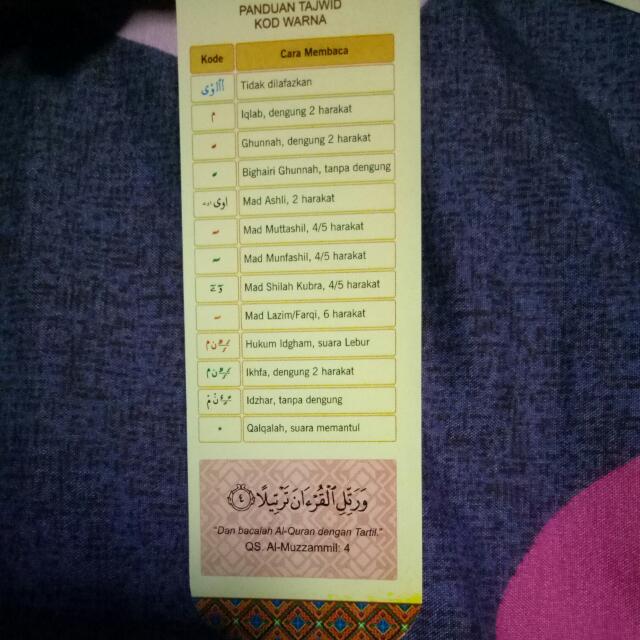 PANDUAN TAJWID
KOD WARNA
Kode Cara Membaca
Tidak dilafazkan
م Iqlab, dengung 2 harakat
Ghunnah, dengung 2 harakat
Bighairi Ghunnah, tanpa dengung
Mad Ashli, 2 harakat
Mad Muttashil, 4/5 harakat
Mad Munfashil, 4/5 harakat
Mad Shilah Kubra, 4/5 harakat
Mad Lazim/Farqi, 6 harakat
Hukum Idgham, suara Lebur
Ikhfa, dengung 2 harakat
Idzhar, tanpa dengung
Qalqalah, suara memantul
وَرَتِّلِ ٱلْقُرْءَانَ تَرْتِيلًا ﴿٤﴾
"Dan bacalah Al-Quran dengan Tartil."
QS. Al-Muzzammil: 4